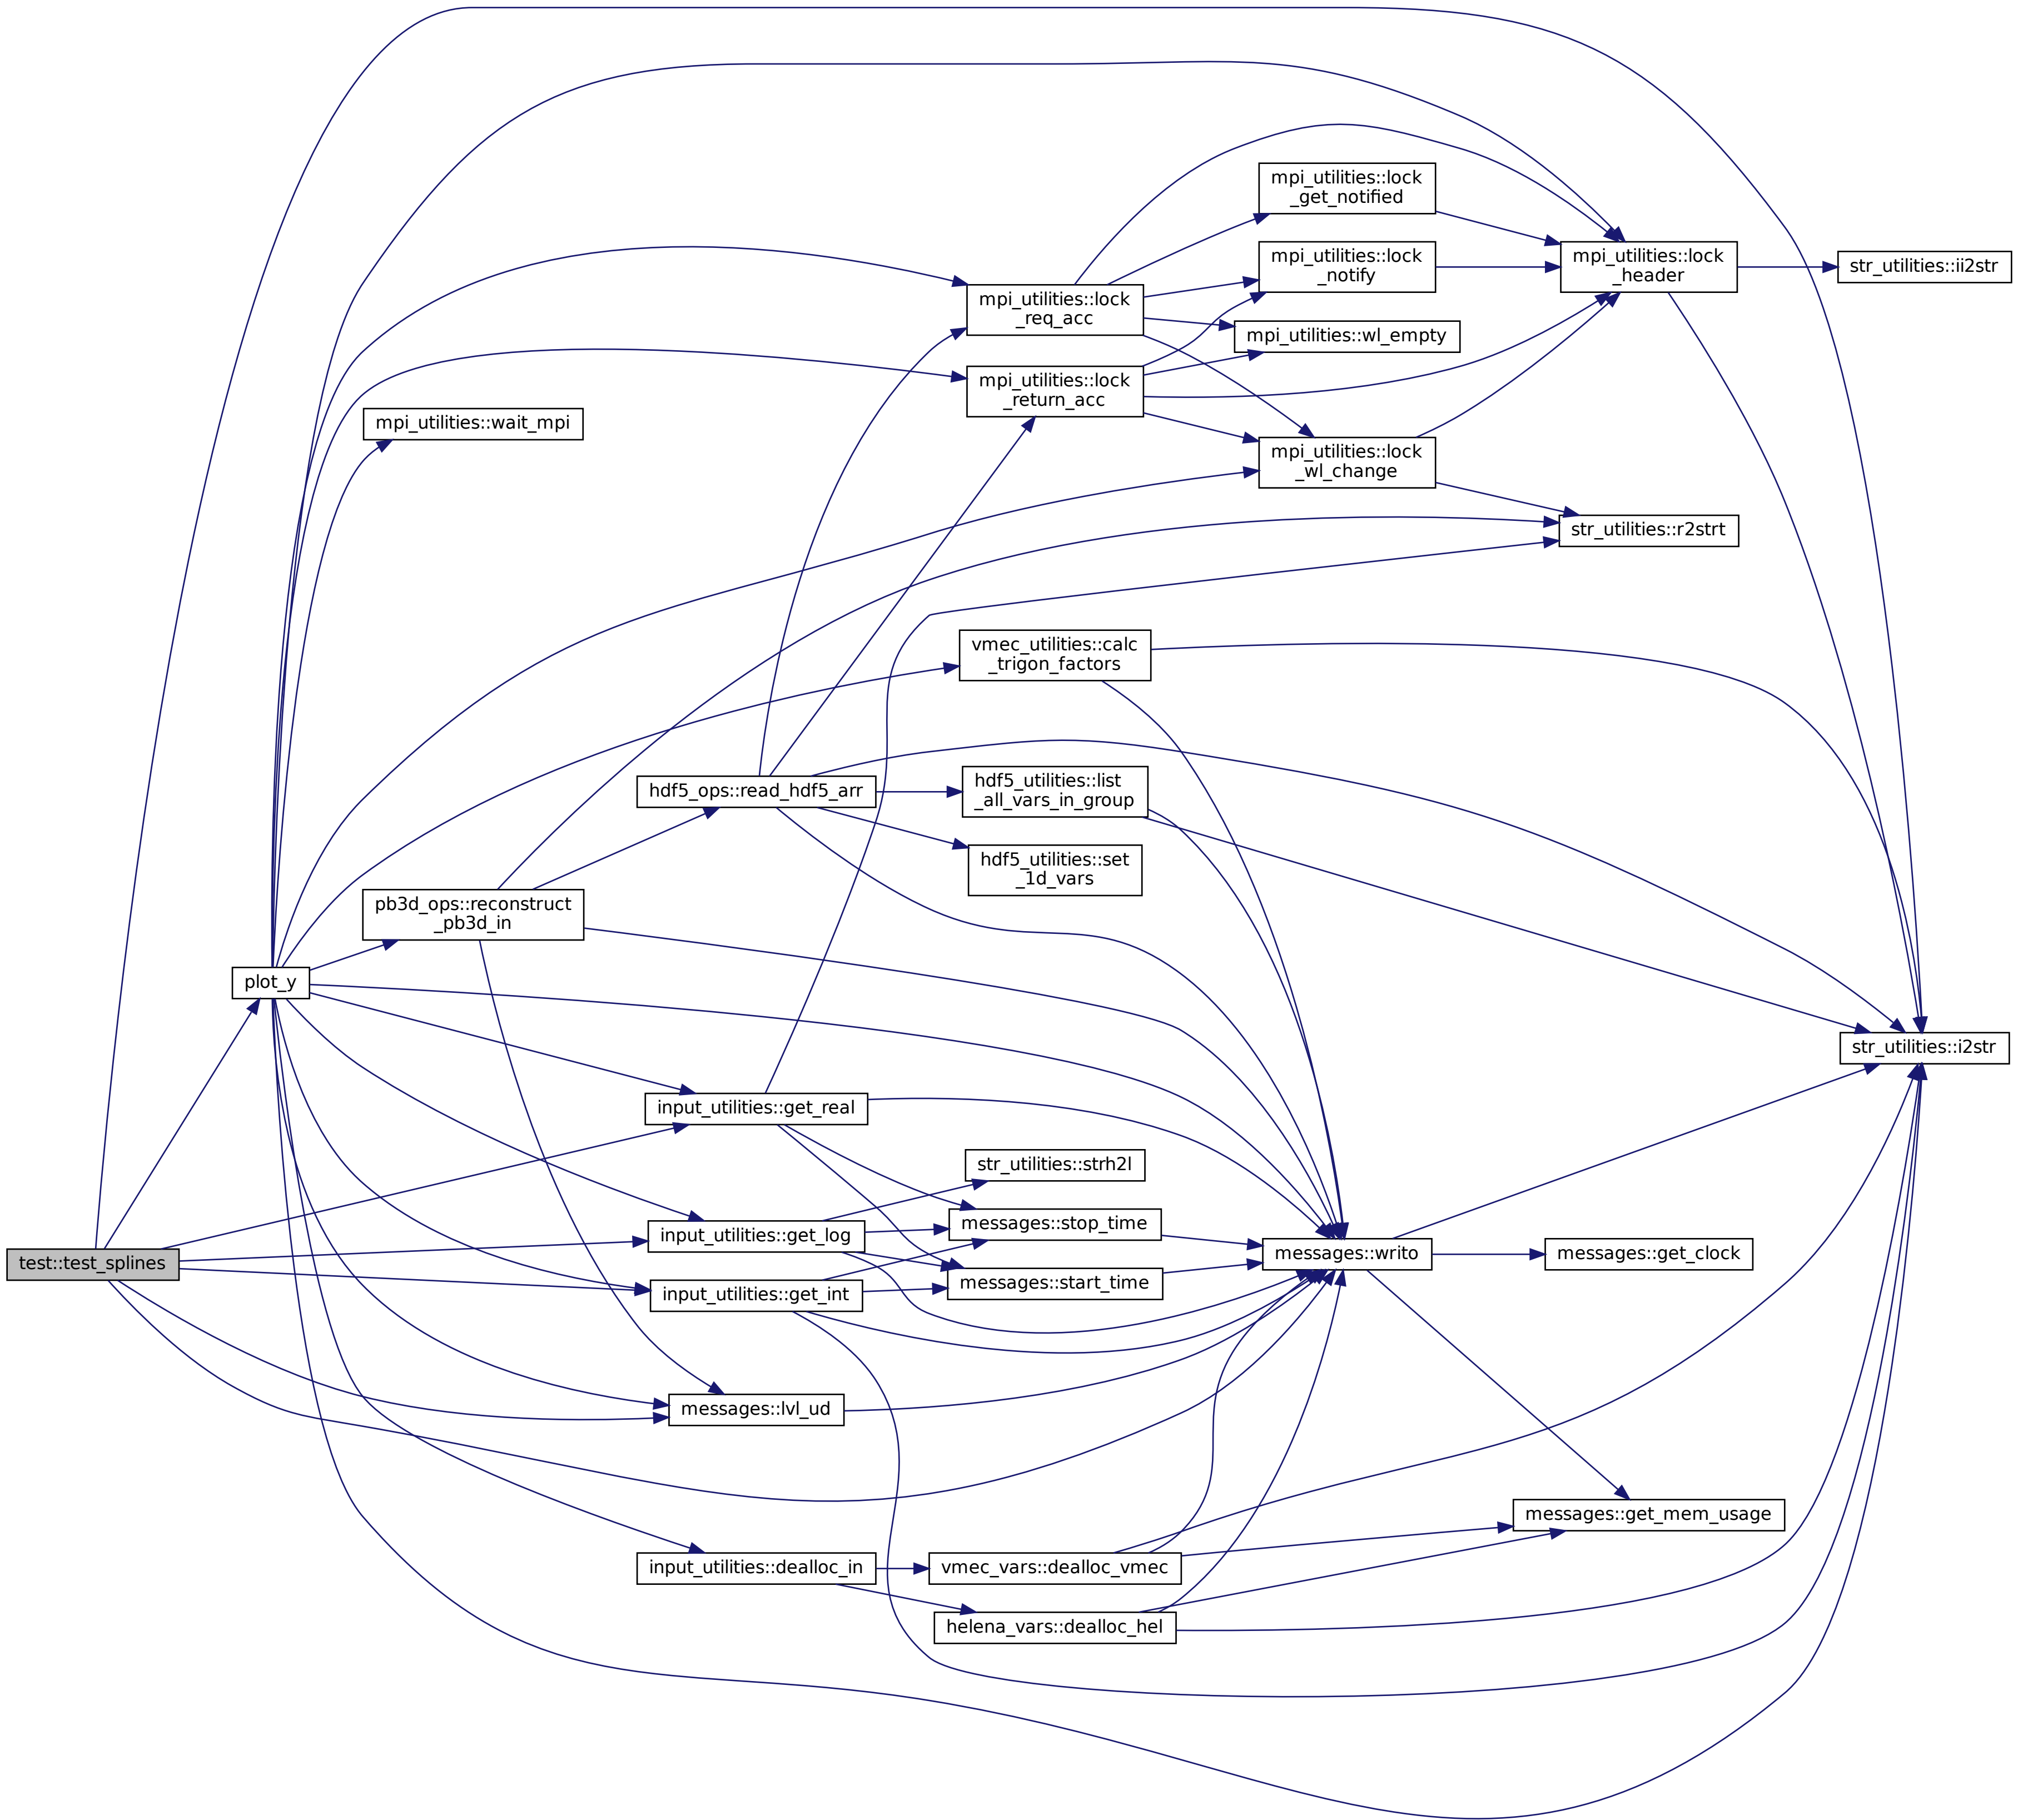 mpi_utilities::lock
_get_notified
mpi_utilities::lock
_notify
mpi_utilities::lock
_header
str_utilities::ii2str
mpi_utilities::lock
_req_acc
mpi_utilities::wl_empty
mpi_utilities::lock
_return_acc
mpi_utilities::wait_mpi
mpi_utilities::lock
_wl_change
str_utilities::r2strt
vmec_utilities::calc
_trigon_factors
hdf5_ops::read_hdf5_arr
hdf5_utilities::list
_all_vars_in_group
hdf5_utilities::set
_1d_vars
pb3d_ops::reconstruct
_pb3d_in
plot_y
str_utilities::i2str
input_utilities::get_real
str_utilities::strh2l
messages::stop_time
input_utilities::get_log
test::test_splines
messages::writo
messages::get_clock
messages::start_time
input_utilities::get_int
messages::lvl_ud
messages::get_mem_usage
input_utilities::dealloc_in
vmec_vars::dealloc_vmec
helena_vars::dealloc_hel